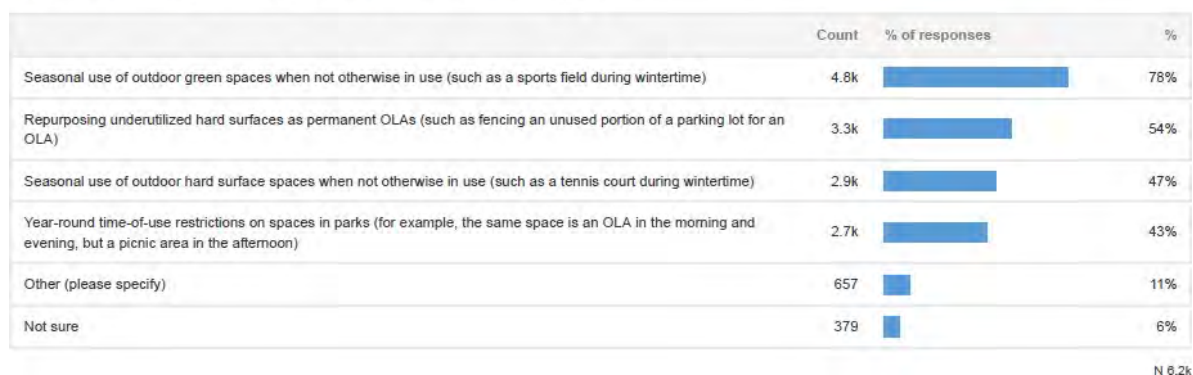 Count % of responses %
Seasonal use of outdoor green spaces when not otherwise in use (such as a sports field during wintertime) 4.8k 78%
Repurposing underutilized hard surfaces as permanent OLAs (such as fencing an unused portion of a parking lot for an
OLA) 3.3k 54%
Seasonal use of outdoor hard surface spaces when not otherwise in use (such as a tennis court during wintertime) 2.9k 47%
Year-round time-of-use restrictions on spaces in parks (for example, the same space is an OLA in the morning and
evening, but a picnic area in the afternoon) 2.7k 43%
Other (please specify) 657 11%
Not sure 379 6%
N 6.2k